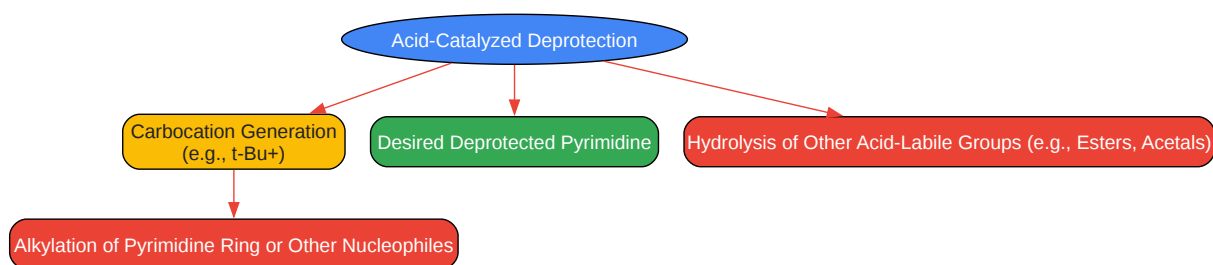 Acid-Catalyzed Deprotection
Carbocation Generation
(e.g., t-Bu+)
Desired Deprotected Pyrimidine
Hydrolysis of Other Acid-Labile Groups (e.g., Esters, Acetals)
Alkylation of Pyrimidine Ring or Other Nucleophiles